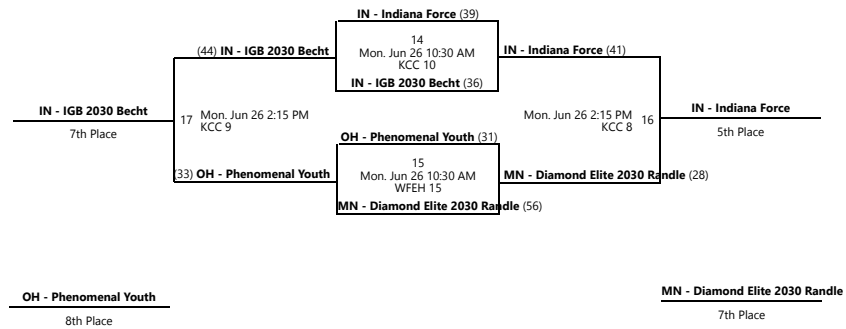 IN - Indiana Force (39)
14
Mon. Jun 26 10:30 AM
KCC 10
IN - IGB 2030 Becht (36)
(44) IN - IGB 2030 Becht
IN - Indiana Force (41)
IN - IGB 2030 Becht
7th Place
17 Mon. Jun 26 2:15 PM
KCC 9
Mon. Jun 26 2:15 PM 16
KCC 8
IN - Indiana Force
5th Place
OH - Phenomenal Youth (31)
15
Mon. Jun 26 10:30 AM
WFEH 15
MN - Diamond Elite 2030 Randle (56)
(33) OH - Phenomenal Youth
MN - Diamond Elite 2030 Randle (28)
OH - Phenomenal Youth
8th Place
MN - Diamond Elite 2030 Randle
7th Place